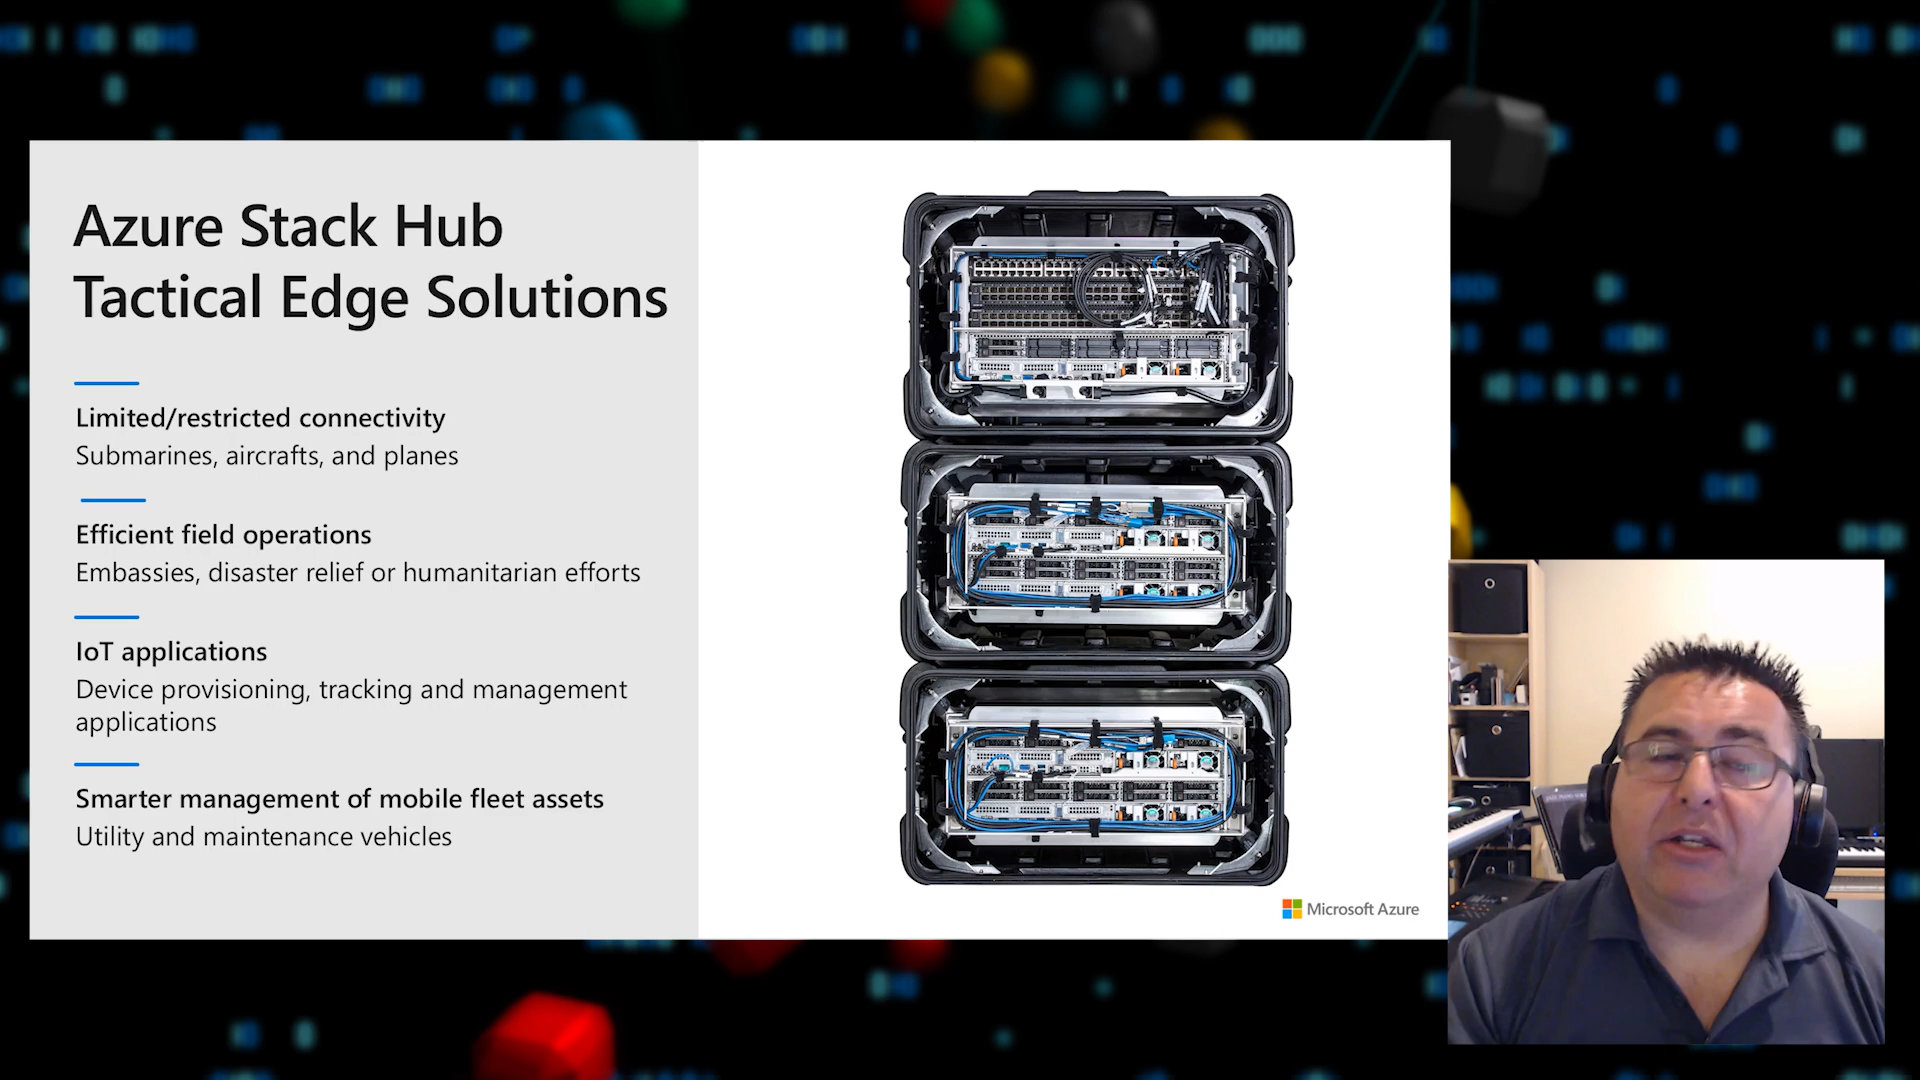 Azure Stack Hub
Tactical Edge Solutions
Limited/restricted connectivity
Submarines, aircrafts, and planes
Efficient field operations
Embassies, disaster relief or humanitarian efforts
IoT applications
Device provisioning, tracking and management
applications
Smarter management of mobile fleet assets
Utility and maintenance vehicles
Microsoft Azure